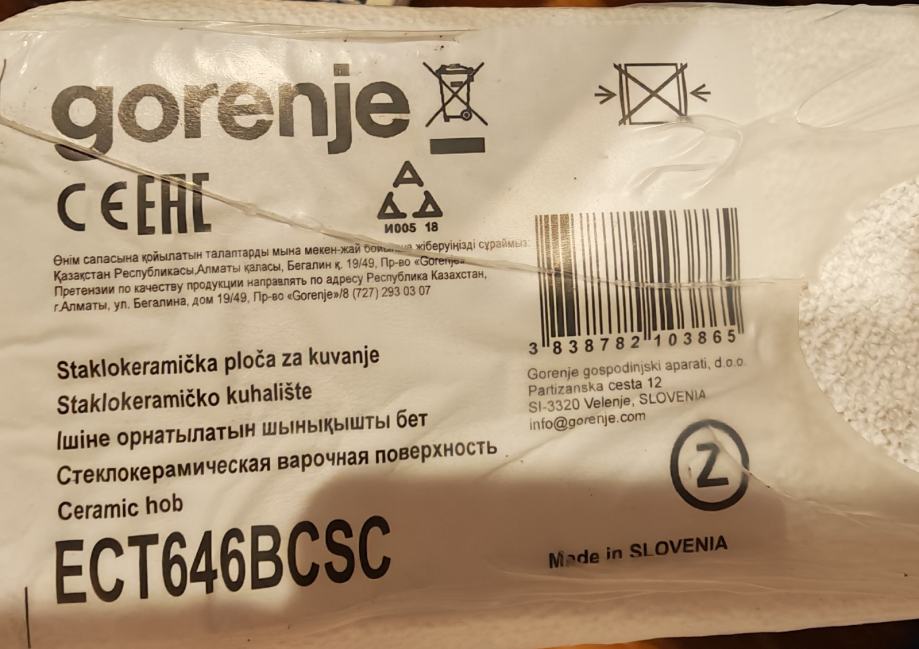 gorenje
CE EAC
И005 18
Өнім сапасына қойылатын талаптарды мына мекен-жай бойынша жіберуіңізді сұраймыз:
Қазақстан Республикасы,Алматы қаласы, Бегалин қ. 19/49, Пр-во «Gorenje»
Претензии по качеству продукции направлять по адресу Республика Казахстан,
г.Алматы, ул. Бегалина, дом 19/49, Пр-во «Gorenje»/8 (727) 293 03 07
3 838782 103865
Gorenje gospodinjski aparati, d.o.o.
Partizanska cesta 12
SI-3320 Velenje, SLOVENIA
info@gorenje.com
Staklokeramička ploča za kuvanje
Staklokeramičko kuhalište
Ішіне орнатылатын шынықышты бет
Стеклокерамическая варочная поверхность
Ceramic hob
ECT646BCSC
Z
Made in SLOVENIA